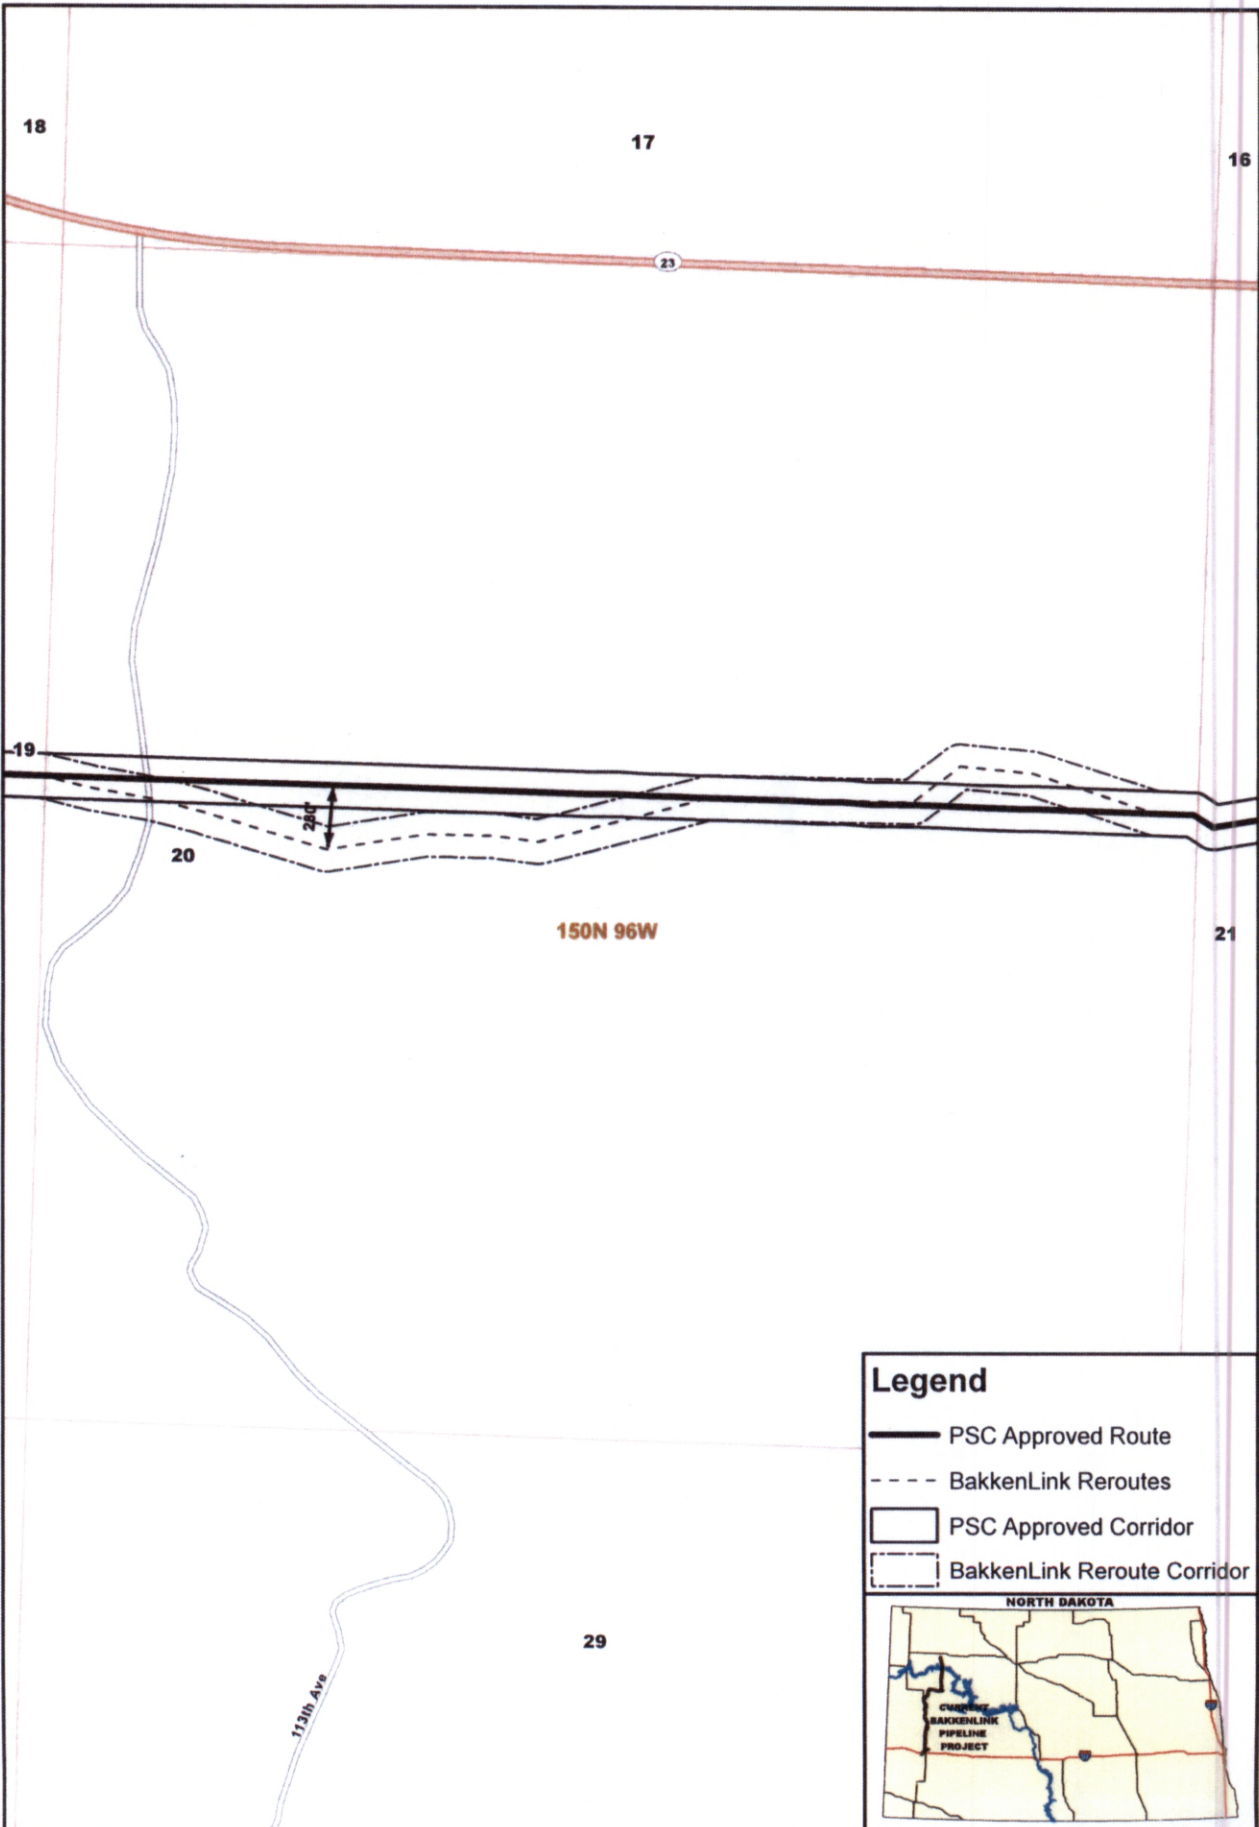 18
17
16
23
19
280'
20
150N 96W
21
Legend
PSC Approved Route
BakkenLink Reroutes
PSC Approved Corridor
BakkenLink Reroute Corridor
NORTH DAKOTA
CURRENT
BAKKENLINK
PIPELINE
PROJECT
29
113th Ave